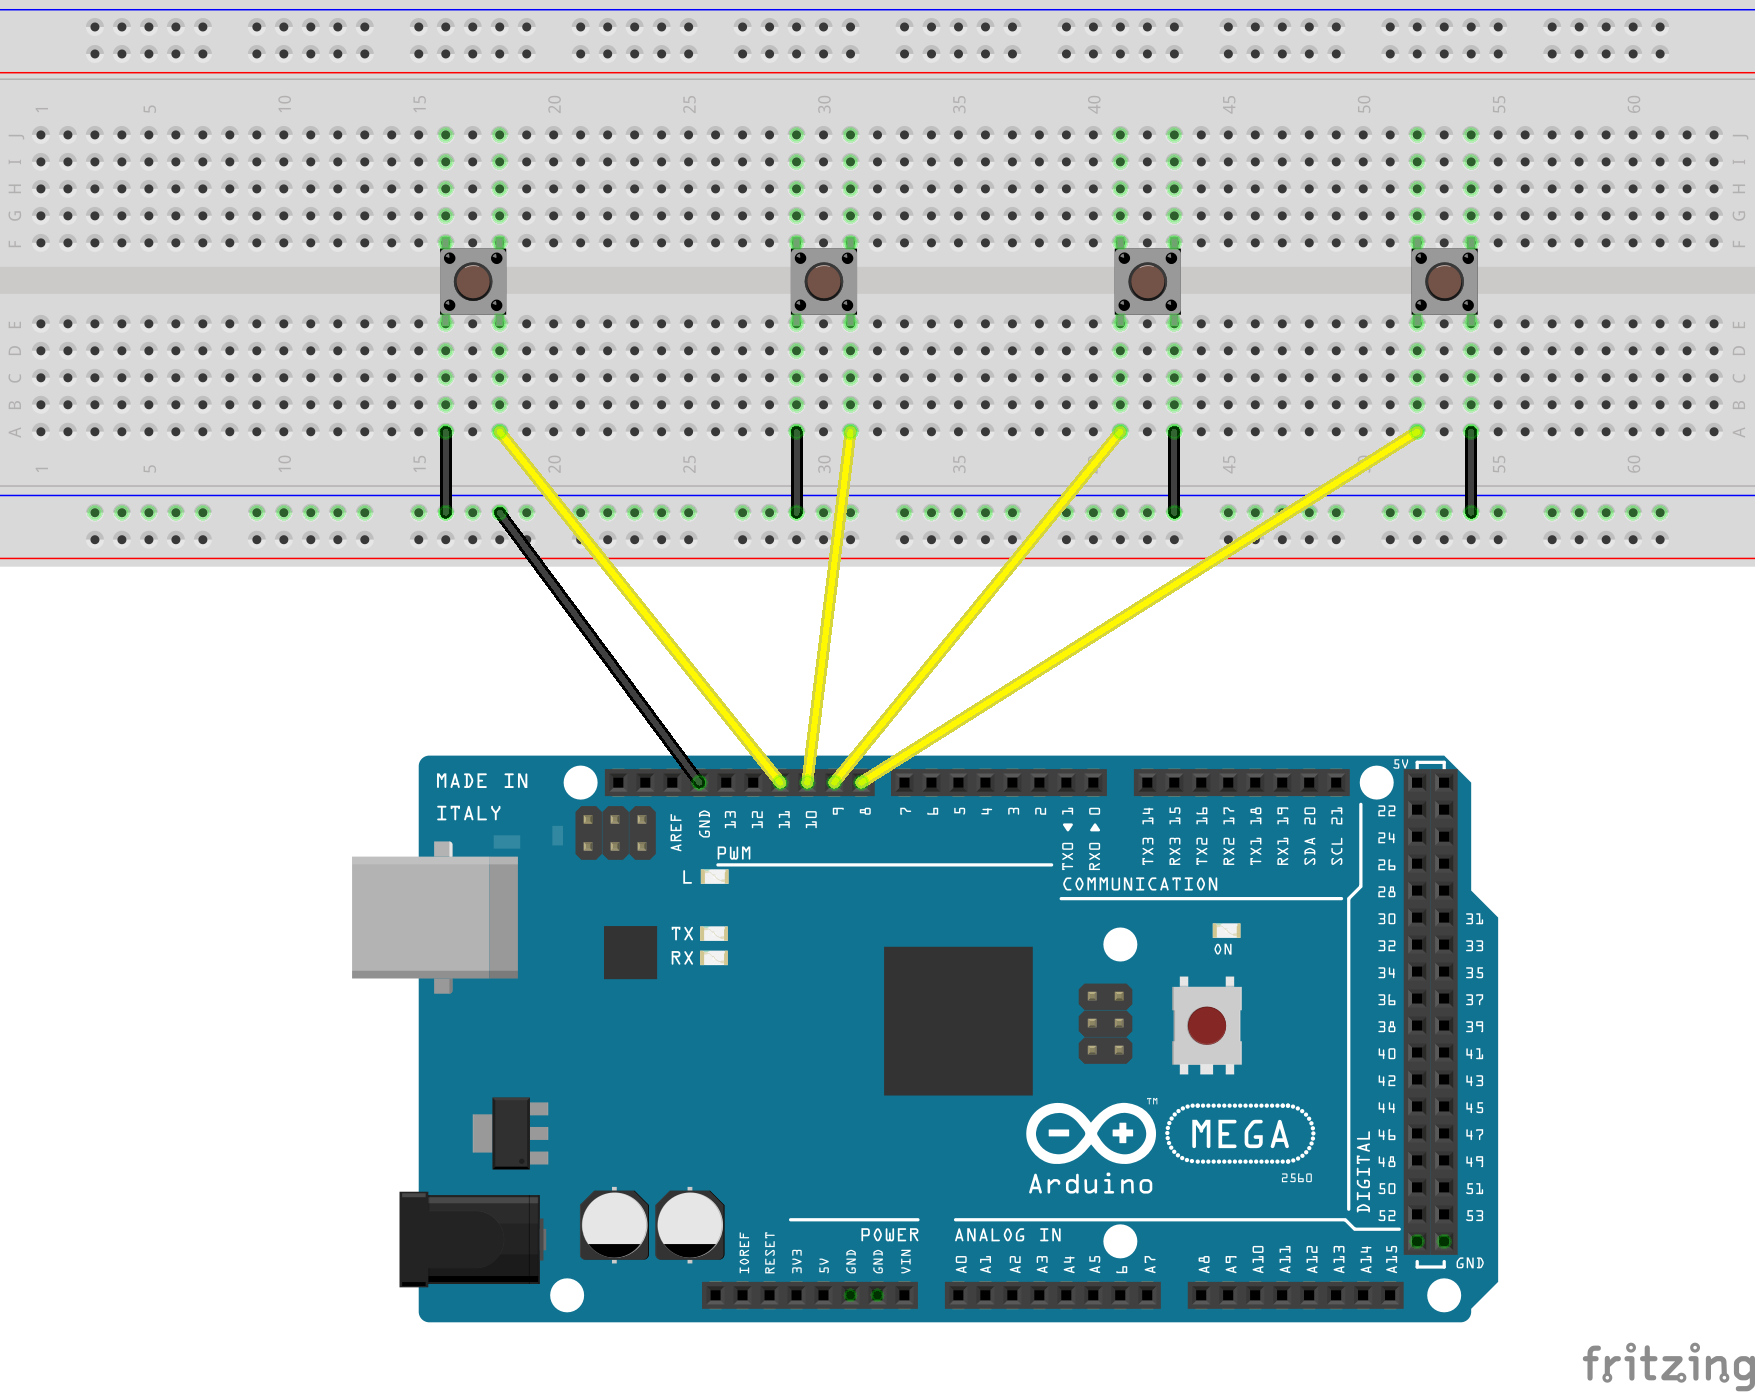 1 5 10 15 20 25 30 35 40 45 50 55 60
J J
I I
H H
G G
F F
E E
D D
C C
B B
A A
1 5 10 15 20 25 30 35 45 55 60
MADE IN
ITALY
AREF GND 13 12 11 10 9 8 7 6 5 4 3 2 TX0 1 RX0 0 TX3 14 RX3 15 TX2 16 RX2 17 TX1 18 RX1 19 SDA 20 SCL 21
5V
PWM
COMMUNICATION
L
TX
RX
ON
22
24
26
28
30 31
32 33
34 35
36 37
38 39
40 41
42 43
44 45
46 47
48 49
50 51
52 53
GND
DIGITAL
TM
MEGA
2560
Arduino
POWER
ANALOG IN
IOREF RESET 3V3 5V GND GND VIN A0 A1 A2 A3 A4 A5 6 A7 A8 A9 A10 A11 A12 A13 A14 A15
fritzing